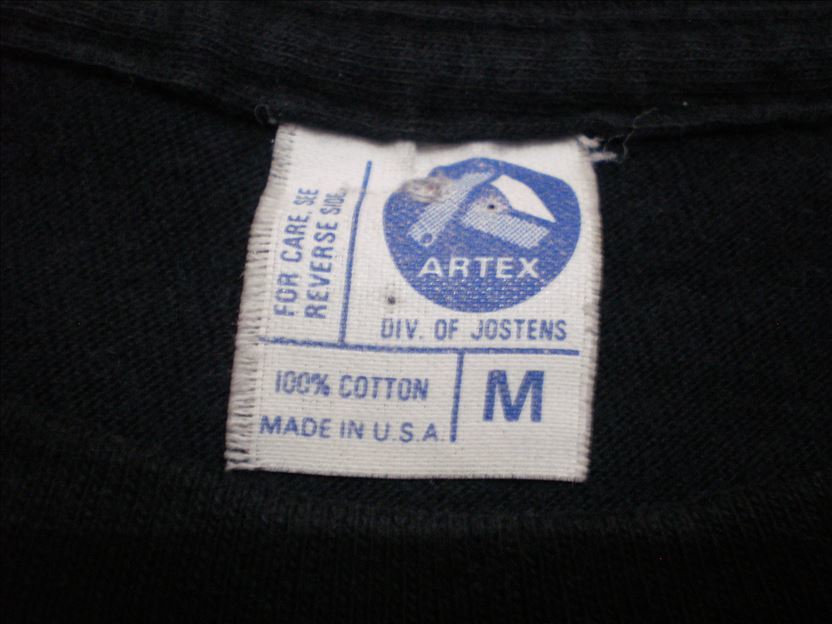 FOR CARE, SEE
REVERSE SIDE
ARTEX
DIV. OF JOSTENS
100% COTTON
MADE IN U.S.A.
M